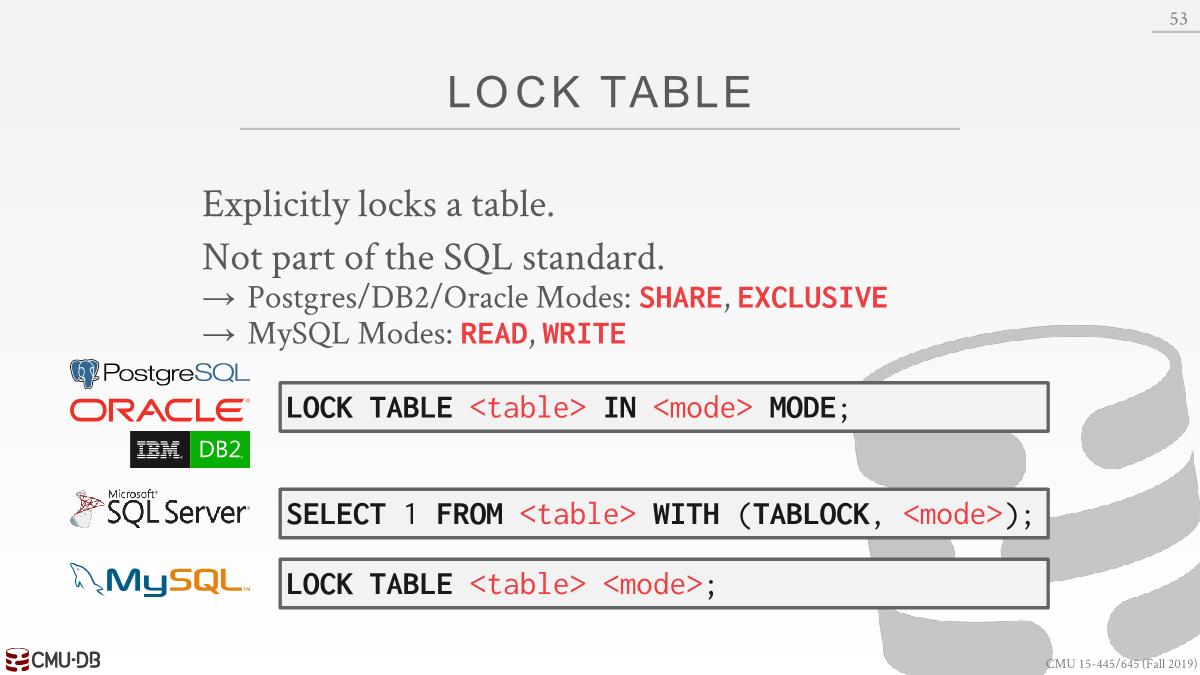 53
LOCK TABLE
Explicitly locks a table.
Not part of the SQL standard.
→ Postgres/DB2/Oracle Modes: SHARE, EXCLUSIVE
→ MySQL Modes: READ, WRITE
PostgreSQL
ORACLE
IBM DB2
LOCK TABLE <table> IN <mode> MODE;
Microsoft
SQL Server
SELECT 1 FROM <table> WITH (TABLOCK, <mode>);
MySQL
LOCK TABLE <table> <mode>;
CMU·DB
CMU 15-445/645 (Fall 2019)